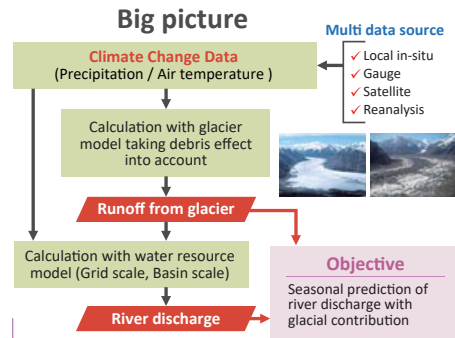 Big picture
Multi data source
Climate Change Data
(Precipitation / Air temperature )
✓ Local in-situ
✓ Gauge
✓ Satellite
✓ Reanalysis
Calculation with glacier
model taking debris effect
into account
Runoff from glacier
Calculation with water resource
model (Grid scale, Basin scale)
River discharge
Objective
Seasonal prediction of
river discharge with
glacial contribution